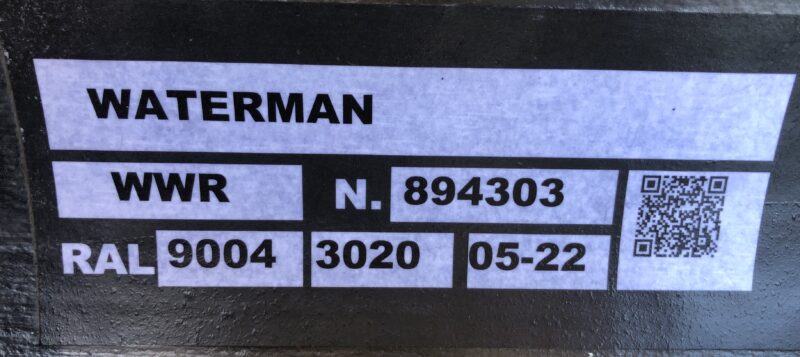 WATERMAN
WWR N. 894303
RAL 9004 3020 05-22